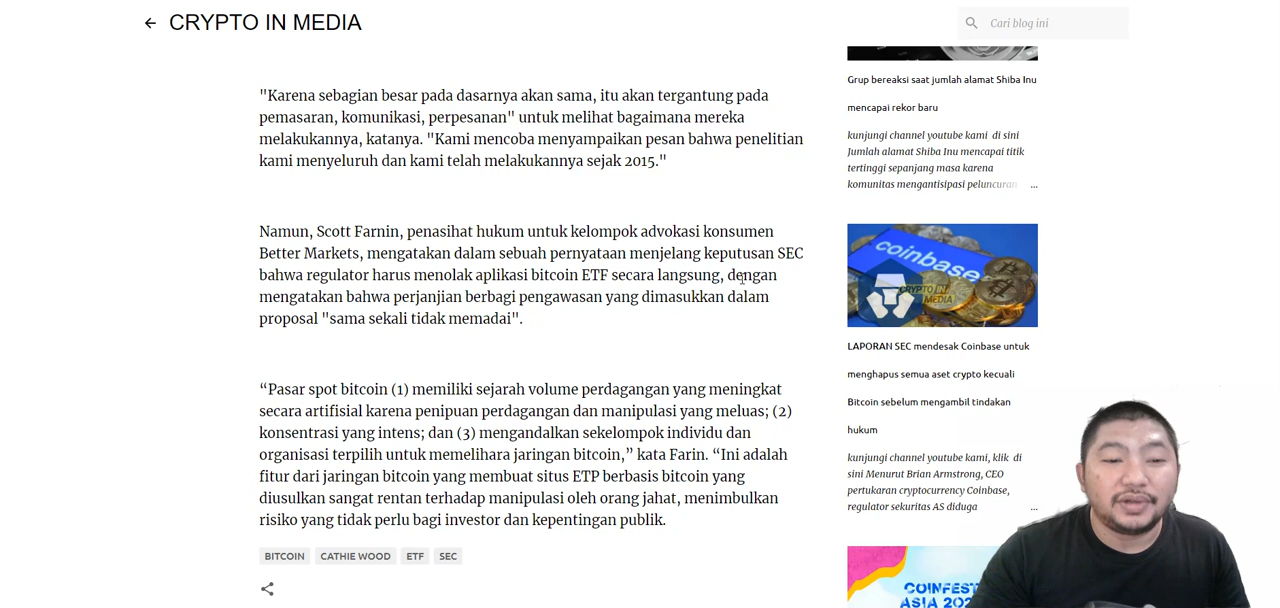 CRYPTO IN MEDIA
Cari blog ini
"Karena sebagian besar pada dasarnya akan sama, itu akan tergantung pada
pemasaran, komunikasi, perpesanan" untuk melihat bagaimana mereka
melakukannya, katanya. "Kami mencoba menyampaikan pesan bahwa penelitian
kami menyeluruh dan kami telah melakukannya sejak 2015."
Namun, Scott Farnin, penasihat hukum untuk kelompok advokasi konsumen
Better Markets, mengatakan dalam sebuah pernyataan menjelang keputusan SEC
bahwa regulator harus menolak aplikasi bitcoin ETF secara langsung, dengan
mengatakan bahwa perjanjian berbagi pengawasan yang dimasukkan dalam
proposal "sama sekali tidak memadai".
“Pasar spot bitcoin (1) memiliki sejarah volume perdagangan yang meningkat
secara artifisial karena penipuan perdagangan dan manipulasi yang meluas; (2)
konsentrasi yang intens; dan (3) mengandalkan sekelompok individu dan
organisasi terpilih untuk memelihara jaringan bitcoin,” kata Farin. “Ini adalah
fitur dari jaringan bitcoin yang membuat situs ETP berbasis bitcoin yang
diusulkan sangat rentan terhadap manipulasi oleh orang jahat, menimbulkan
risiko yang tidak perlu bagi investor dan kepentingan publik.
BITCOIN
CATHIE WOOD
ETF
SEC
Grup bereaksi saat jumlah alamat Shiba Inu
mencapai rekor baru
kunjungi channel youtube kami di sini
Jumlah alamat Shiba Inu mencapai titik
tertinggi sepanjang masa karena
komunitas mengantisipasi peluncuran ...
coinbase
CRYPTO IN
MEDIA
LAPORAN SEC mendesak Coinbase untuk
menghapus semua aset crypto kecuali
Bitcoin sebelum mengambil tindakan
hukum
kunjungi channel youtube kami, klik di
sini Menurut Brian Armstrong, CEO
pertukaran cryptocurrency Coinbase,
regulator sekuritas AS diduga ...
COINFEST
ASIA